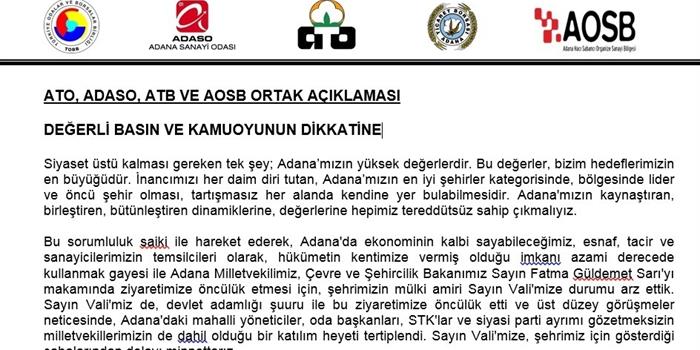 TÜRKİYE ODALAR VE BORSALAR BİRLİĞİ
TOBB
ADASO
ADANA SANAYİ ODASI
TİCARET BORSASI
ADANA
AOSB
Adana Hacı Sabancı Organize Sanayi Bölgesi
ATO, ADASO, ATB VE AOSB ORTAK AÇIKLAMASI
DEĞERLİ BASIN VE KAMUOYUNUN DİKKATİNE
Siyaset üstü kalması gereken tek şey; Adana'mızın yüksek değerlerdir. Bu değerler, bizim hedeflerimizin
en büyüğüdür. İnancımızı her daim diri tutan, Adana'mızın en iyi şehirler kategorisinde, bölgesinde lider
ve öncü şehir olması, tartışmasız her alanda kendine yer bulabilmesidir. Adana'mızın kaynaştıran,
birleştiren, bütünleştiren dinamiklerine, değerlerine hepimiz tereddütsüz sahip çıkmalıyız.
Bu sorumluluk saiki ile hareket ederek, Adana'da ekonominin kalbi sayabileceğimiz, esnaf, tacir ve
sanayicilerimizin temsilcileri olarak, hükümetin kentimize vermiş olduğu imkanı azami derecede
kullanmak gayesi ile Adana Milletvekilimiz, Çevre ve Şehircilik Bakanımız Sayın Fatma Güldemet Sarı'yı
makamında ziyaretimize öncülük etmesi için, şehrimizin mülki amiri Sayın Vali'mize durumu arz ettik.
Sayın Vali'miz de, devlet adamlığı şuuru ile bu ziyaretimize öncülük etti ve üst düzey görüşmeler
neticesinde, Adana'daki mahalli yöneticiler, oda başkanları, STK'lar ve siyasi parti ayrımı gözetmeksizin
milletvekillerimizin de dahil olduğu bir katılım heyeti tertiplendi. Sayın Vali'mize, şehrimiz için gösterdiği